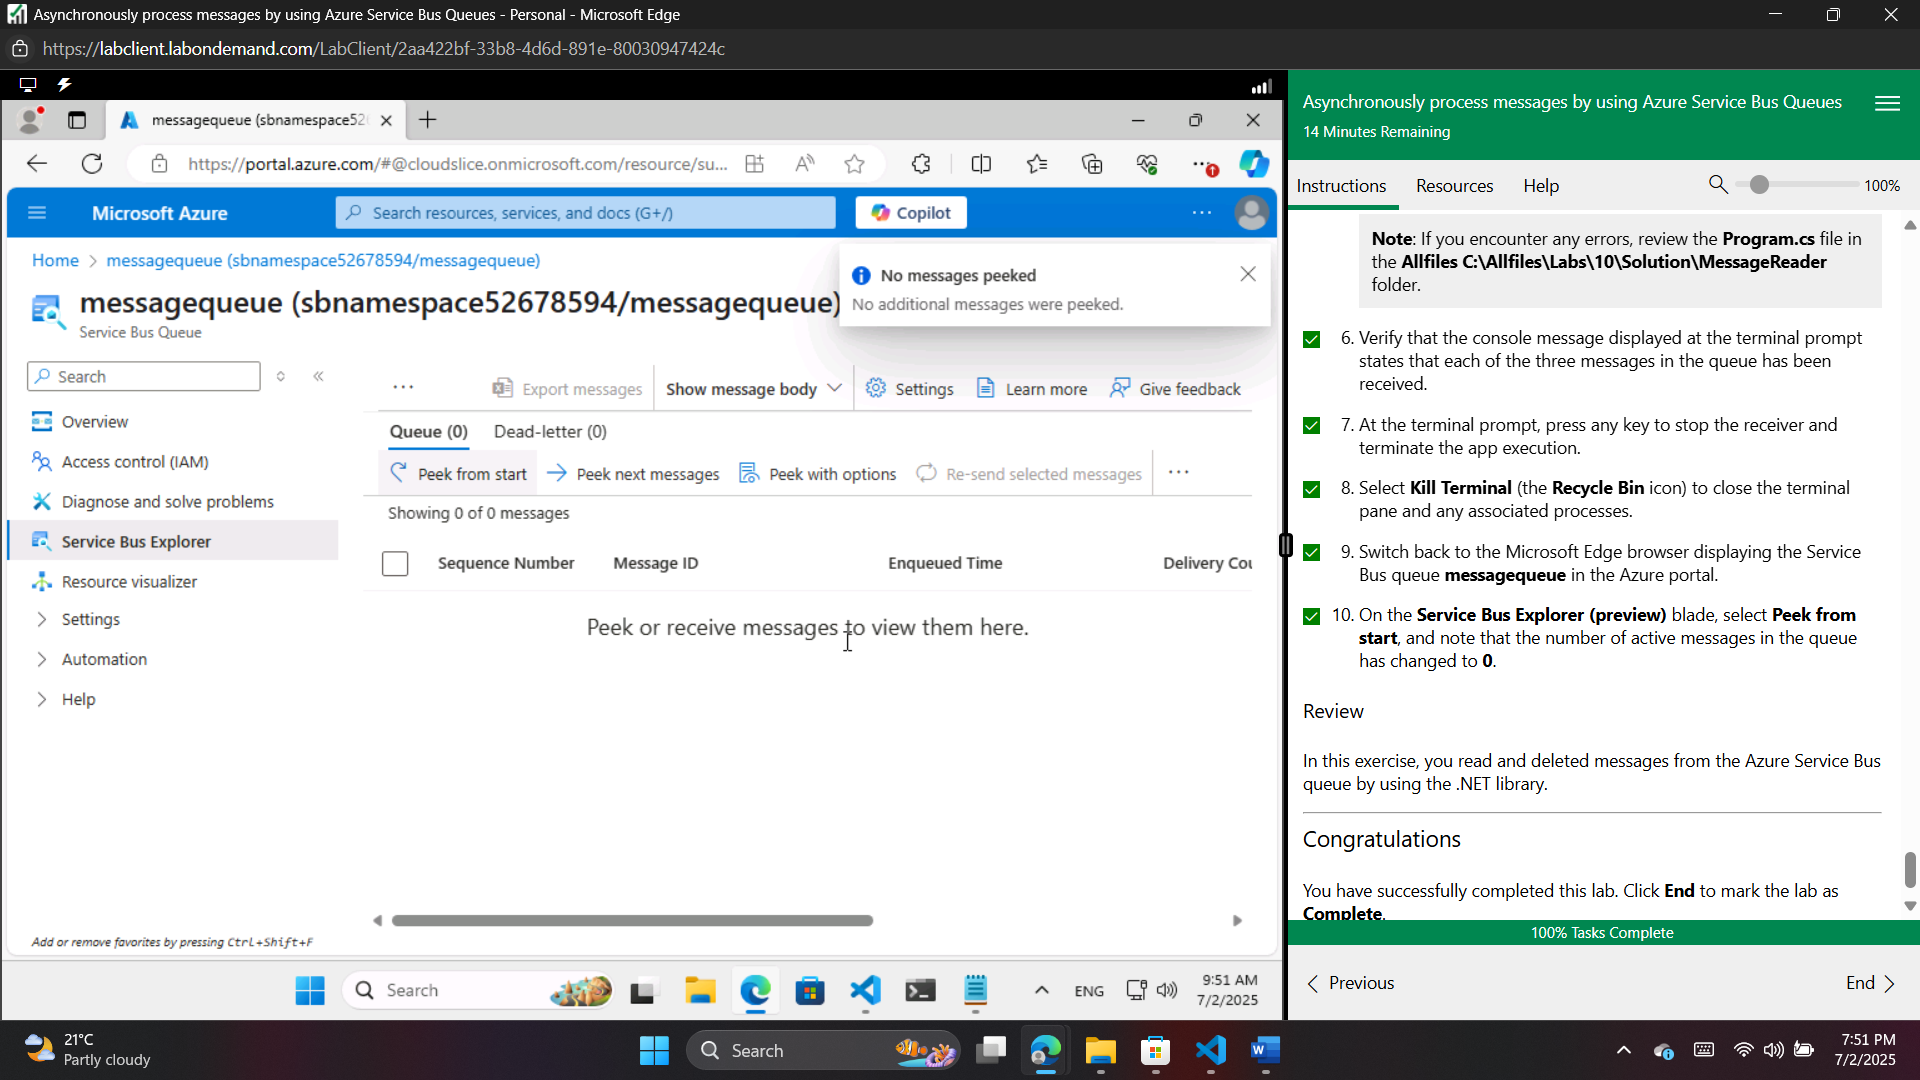 Asynchronously process messages by using Azure Service Bus Queues - Personal - Microsoft Edge
https://labclient.labondemand.com/LabClient/2aa422bf-33b8-4d6d-891e-80030947424c
messagequeue (sbnamespace52
https://portal.azure.com/#@cloudslice.onmicrosoft.com/resource/su...
Microsoft Azure
Search resources, services, and docs (G+/)
Copilot
Home > messagequeue (sbnamespace52678594/messagequeue)
No messages peeked
No additional messages were peeked.
messagequeue (sbnamespace52678594/messagequeue)
Service Bus Queue
Search
Overview
Access control (IAM)
Diagnose and solve problems
Service Bus Explorer
Resource visualizer
Settings
Automation
Help
Add or remove favorites by pressing Ctrl+Shift+F
Export messages
Show message body
Settings
Learn more
Give feedback
Queue (0)
Dead-letter (0)
Peek from start
Peek next messages
Peek with options
Re-send selected messages
Showing 0 of 0 messages
Sequence Number
Message ID
Enqueued Time
Delivery Cou
Peek or receive messages to view them here.
Search
ENG
9:51 AM
7/2/2025
Asynchronously process messages by using Azure Service Bus Queues
14 Minutes Remaining
Instructions
Resources
Help
100%
Note: If you encounter any errors, review the Program.cs file in
the Allfiles C:\Allfiles\Labs\10\Solution\MessageReader
folder.
6. Verify that the console message displayed at the terminal prompt
states that each of the three messages in the queue has been
received.
7. At the terminal prompt, press any key to stop the receiver and
terminate the app execution.
8. Select Kill Terminal (the Recycle Bin icon) to close the terminal
pane and any associated processes.
9. Switch back to the Microsoft Edge browser displaying the Service
Bus queue messagequeue in the Azure portal.
10. On the Service Bus Explorer (preview) blade, select Peek from
start, and note that the number of active messages in the queue
has changed to 0.
Review
In this exercise, you read and deleted messages from the Azure Service Bus
queue by using the .NET library.
Congratulations
You have successfully completed this lab. Click End to mark the lab as
Complete.
100% Tasks Complete
Previous
End
21°C
Partly cloudy
Search
7:51 PM
7/2/2025